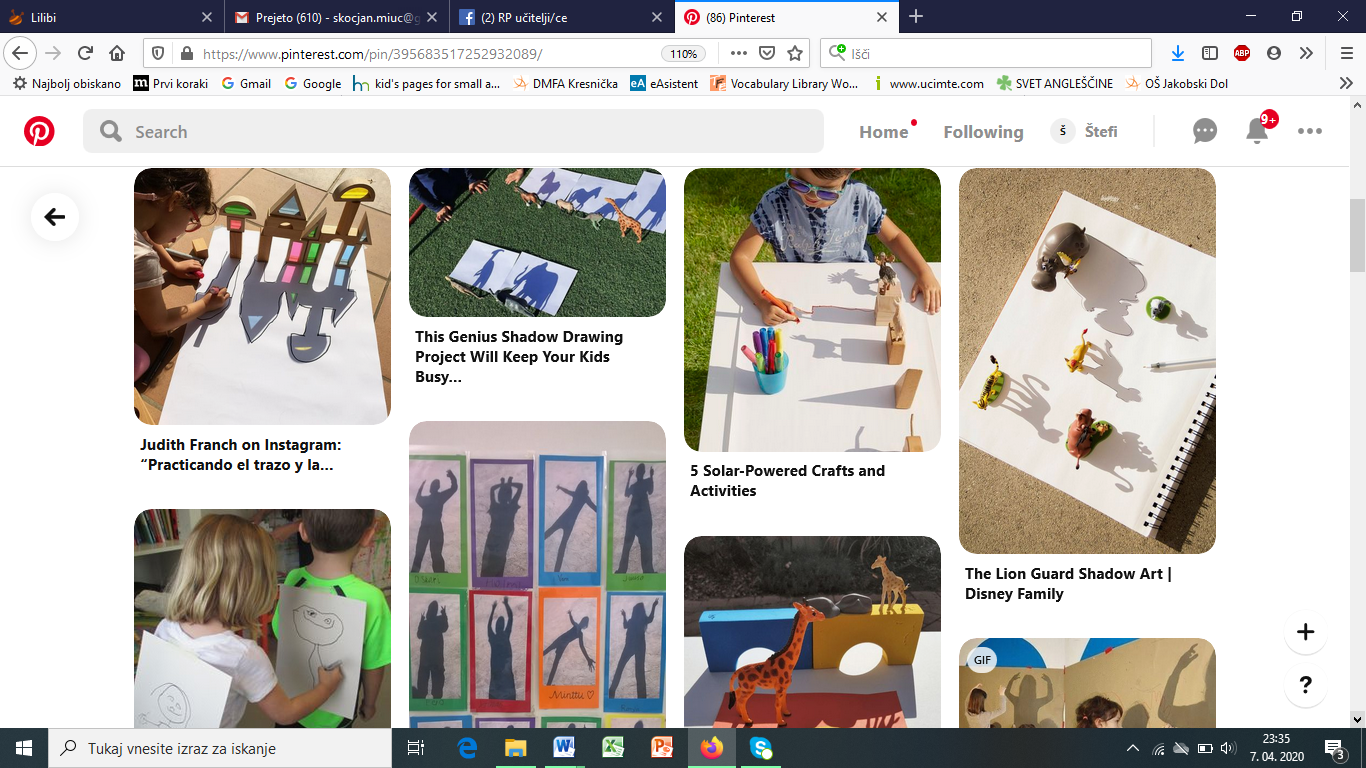 Lilibi
Prejeto (610) - skocjan.miuc@g
(2) RP učitelji/ce
(86) Pinterest
https://www.pinterest.com/pin/395683517252932089/
110%
Išči
ABP
Najbolj obiskano
Prvi koraki
Gmail
Google
kid's pages for small a...
DMFA Kresnička
eA eAsistent
Vocabulary Library Wo...
www.ucimte.com
SVET ANGLEŠČINE
OŠ Jakobski Dol
Search
Home
Following
š Štefi
9+
This Genius Shadow Drawing
Project Will Keep Your Kids
Busy...
Judith Franch on Instagram:
“Practicando el trazo y la...
5 Solar-Powered Crafts and
Activities
The Lion Guard Shadow Art |
Disney Family
Minttu
GIF
+
?
Tukaj vnesite izraz za iskanje
23:35
7. 04. 2020
3